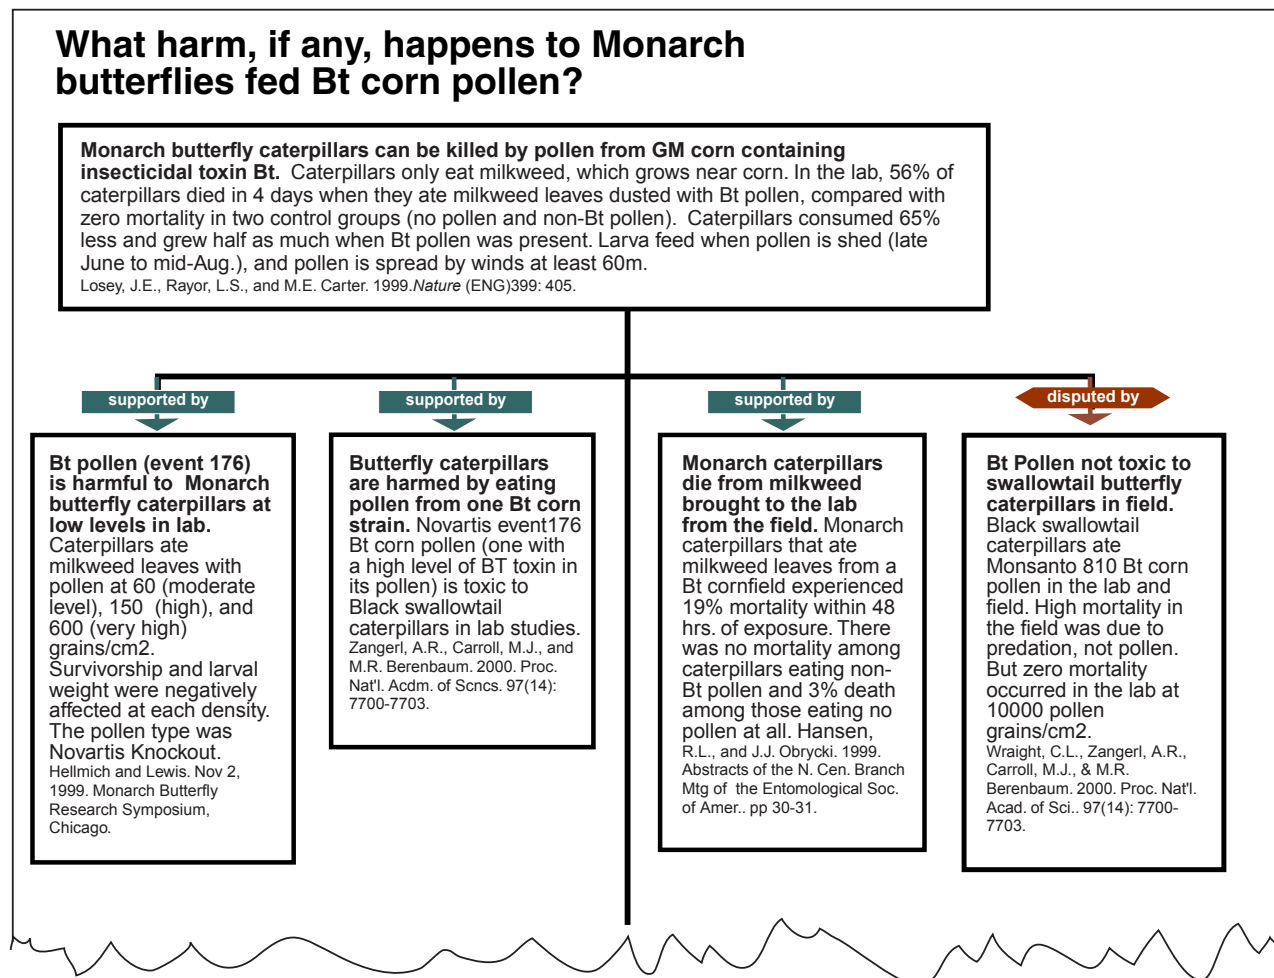 What harm, if any, happens to Monarch
butterflies fed Bt corn pollen?
Monarch butterfly caterpillars can be killed by pollen from GM corn containing
insecticidal toxin Bt. Caterpillars only eat milkweed, which grows near corn. In the lab, 56% of
caterpillars died in 4 days when they ate milkweed leaves dusted with Bt pollen, compared with
zero mortality in two control groups (no pollen and non-Bt pollen). Caterpillars consumed 65%
less and grew half as much when Bt pollen was present. Larva feed when pollen is shed (late
June to mid-Aug.), and pollen is spread by winds at least 60m.
Losey, J.E., Rayor, L.S., and M.E. Carter. 1999.Nature (ENG)399: 405.
supported by
Bt pollen (event 176)
is harmful to Monarch
butterfly caterpillars at
low levels in lab.
Caterpillars ate
milkweed leaves with
pollen at 60 (moderate
level), 150 (high), and
600 (very high)
grains/cm2.
Survivorship and larval
weight were negatively
affected at each density.
The pollen type was
Novartis Knockout.
Hellmich and Lewis. Nov 2,
1999. Monarch Butterfly
Research Symposium,
Chicago.
supported by
Butterfly caterpillars
are harmed by eating
pollen from one Bt corn
strain. Novartis event176
Bt corn pollen (one with
a high level of BT toxin in
its pollen) is toxic to
Black swallowtail
caterpillars in lab studies.
Zangerl, A.R., Carroll, M.J., and
M.R. Berenbaum. 2000. Proc.
Nat'l. Acdm. of Scncs. 97(14):
7700-7703.
supported by
Monarch caterpillars
die from milkweed
brought to the lab
from the field. Monarch
caterpillars that ate
milkweed leaves from a
Bt cornfield experienced
19% mortality within 48
hrs. of exposure. There
was no mortality among
caterpillars eating non-
Bt pollen and 3% death
among those eating no
pollen at all. Hansen,
R.L., and J.J. Obrycki. 1999.
Abstracts of the N. Cen. Branch
Mtg of the Entomological Soc.
of Amer.. pp 30-31.
disputed by
Bt Pollen not toxic to
swallowtail butterfly
caterpillars in field.
Black swallowtail
caterpillars ate
Monsanto 810 Bt corn
pollen in the lab and
field. High mortality in
the field was due to
predation, not pollen.
But zero mortality
occurred in the lab at
10000 pollen
grains/cm2.
Wraight, C.L., Zangerl, A.R.,
Carroll, M.J., & M.R.
Berenbaum. 2000. Proc. Nat'l.
Acad. of Sci.. 97(14): 7700-
7703.